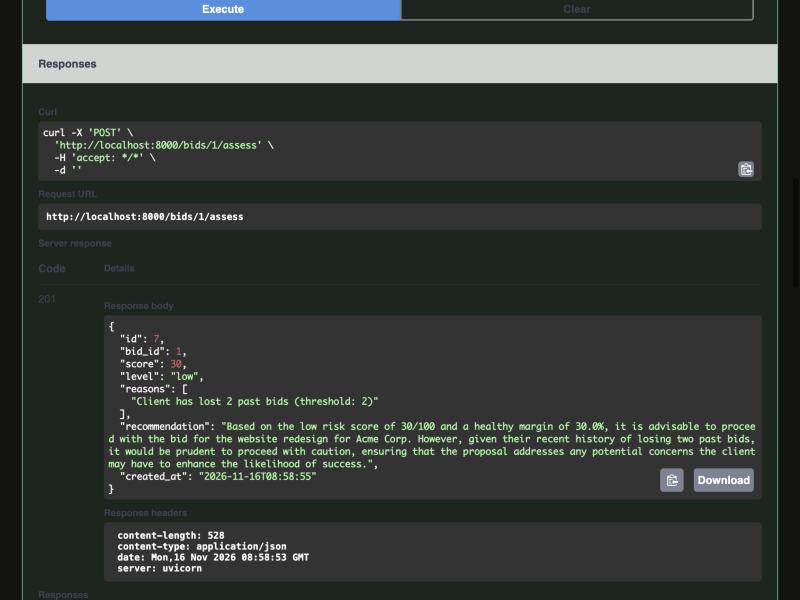 Execute
Clear
Responses
Curl
curl -X 'POST' \
'http://localhost:8000/bids/1/assess' \
-H 'accept: */*' \
-d ''
Request URL
http://localhost:8000/bids/1/assess
Server response
Code
Details
201
Response body
{
"id": 7,
"bid_id": 1,
"score": 30,
"level": "low",
"reasons": [
"Client has lost 2 past bids (threshold: 2)"
],
"recommendation": "Based on the low risk score of 30/100 and a healthy margin of 30.0%, it is advisable to procee
d with the bid for the website redesign for Acme Corp. However, given their recent history of losing two past bids,
it would be prudent to proceed with caution, ensuring that the proposal addresses any potential concerns the client
may have to enhance the likelihood of success.",
"created_at": "2026-11-16T08:58:55"
}
Download
Response headers
content-length: 528
content-type: application/json
date: Mon,16 Nov 2026 08:58:53 GMT
server: uvicorn
Responses